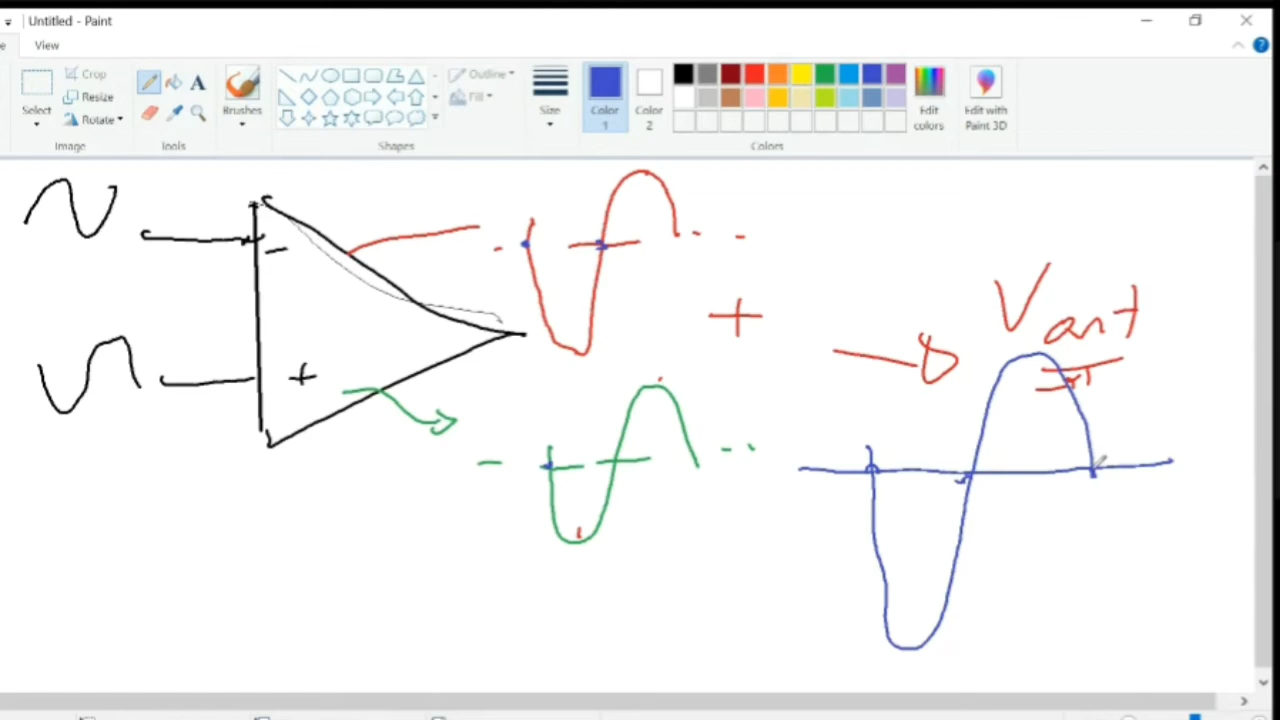 Untitled - Paint
View
Crop
Resize
Rotate
Select
Image
A
Tools
Brushes
Shapes
Outline
Fill
Size
Color 1
Color 2
Colors
Edit colors
Edit with Paint 3D
?
−
+
+